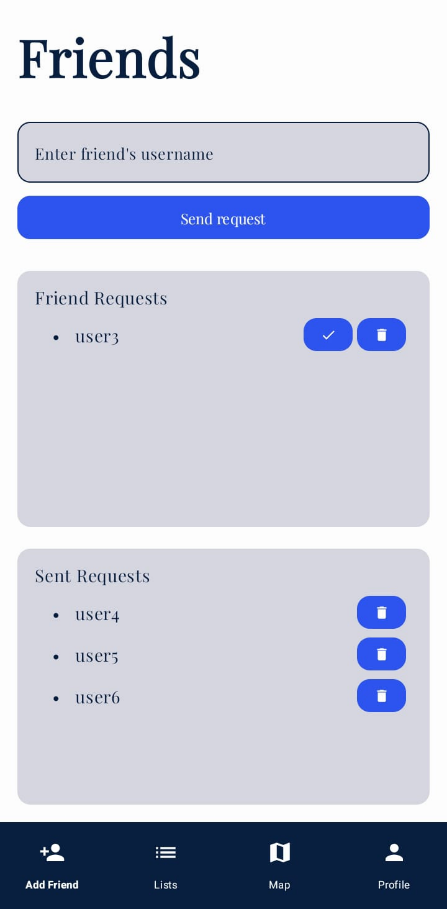 Friends
Enter friend's username
Send request
Friend Requests
• user3
Sent Requests
• user4
• user5
• user6
Add Friend Lists Map Profile